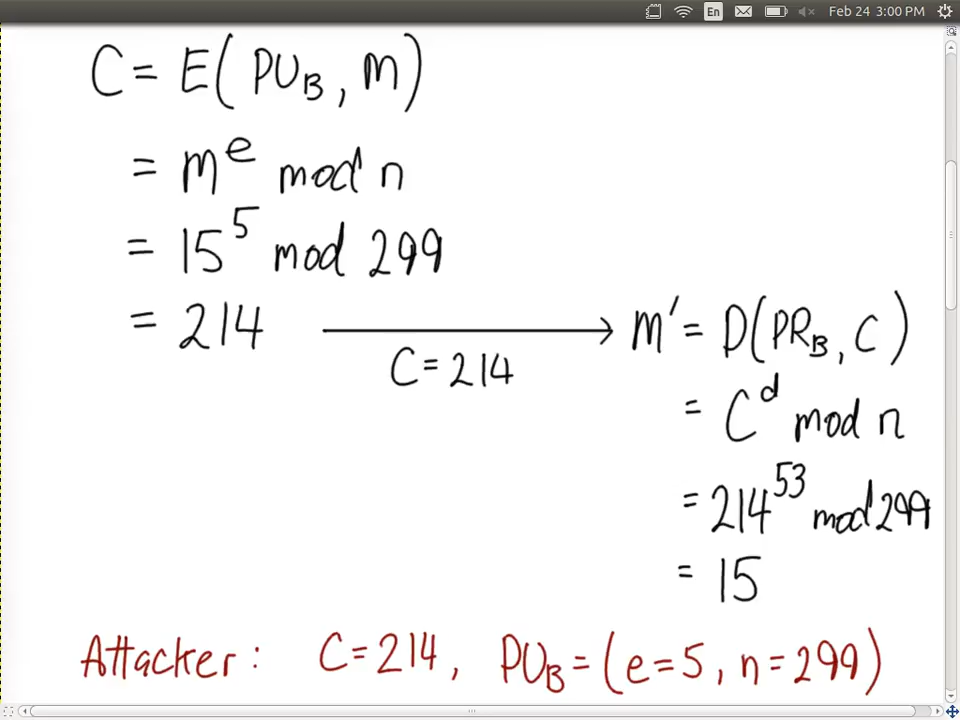 En Feb 24 3:00 PM
C = E(PU_B, M)
= M^e mod n
= 15^5 mod 299
= 214
C = 214
M' = D(PR_B, C)
= C^d mod n
= 214^53 mod 299
= 15
Attacker: C = 214, PU_B = (e = 5, n = 299)